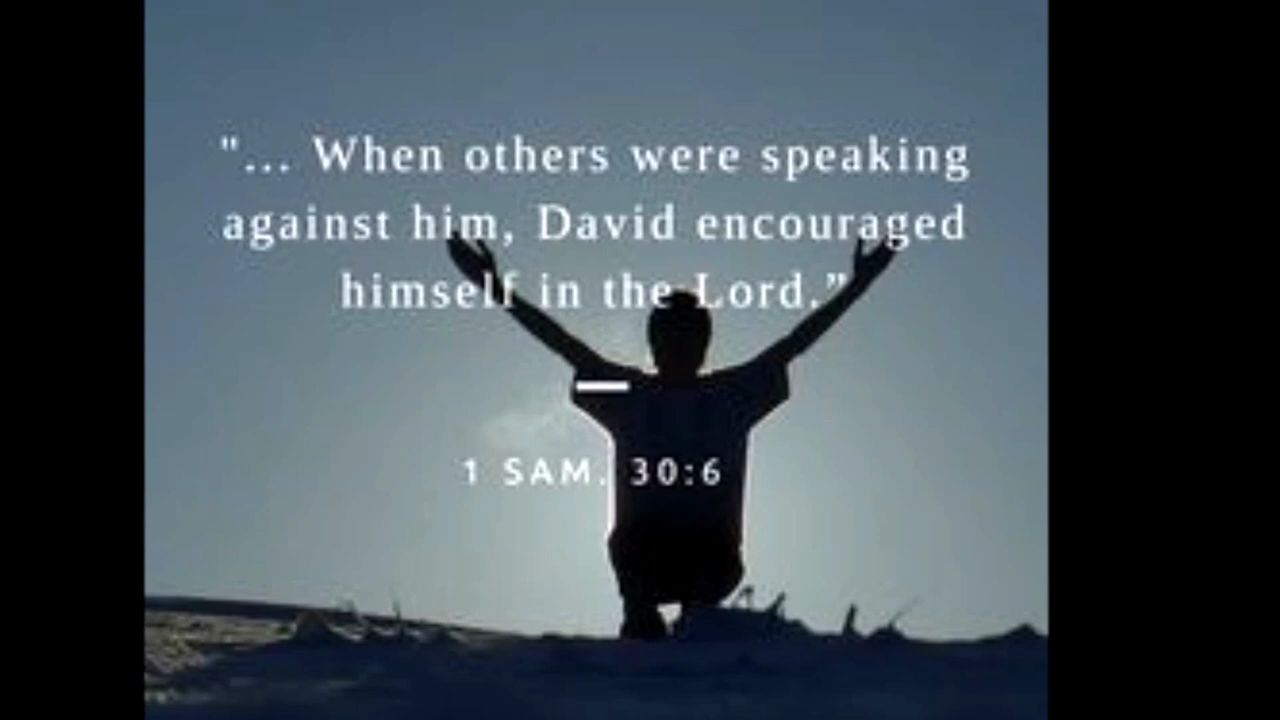 "... When others were speaking
against him, David encouraged
himself in the Lord.”
1 SAM. 30:6